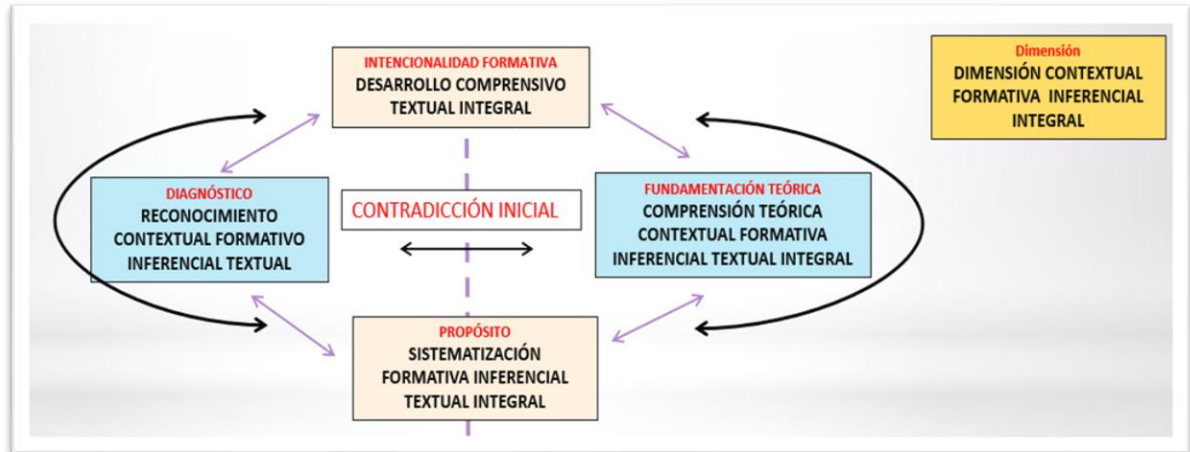 INTENCIONALIDAD FORMATIVA
DESARROLLO COMPRENSIVO
TEXTUAL INTEGRAL
Dimensión
DIMENSIÓN CONTEXTUAL
FORMATIVA INFERENCIAL
INTEGRAL
DIAGNÓSTICO
RECONOCIMIENTO
CONTEXTUAL FORMATIVO
INFERENCIAL TEXTUAL
CONTRADICCIÓN INICIAL
FUNDAMENTACIÓN TEÓRICA
COMPRENSIÓN TEÓRICA
CONTEXTUAL FORMATIVA
INFERENCIAL TEXTUAL INTEGRAL
PROPÓSITO
SISTEMATIZACIÓN
FORMATIVA INFERENCIAL
TEXTUAL INTEGRAL